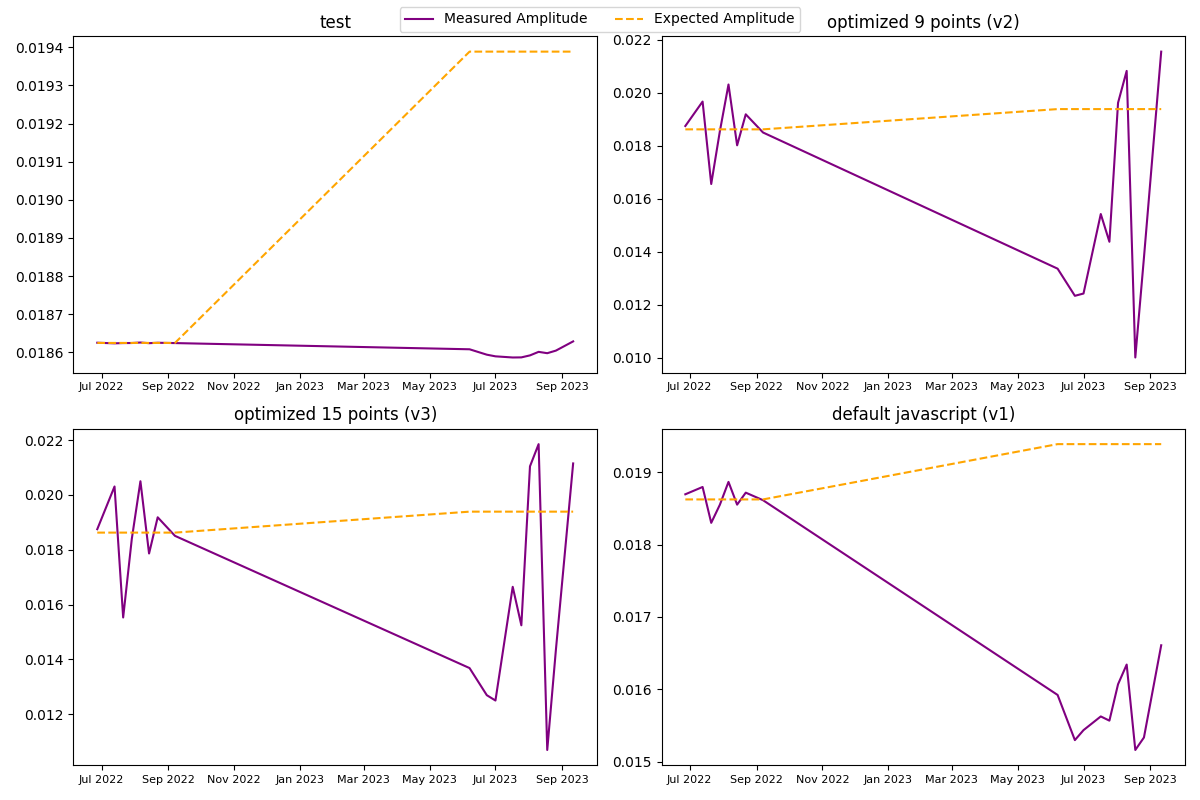 Measured Amplitude
Expected Amplitude
test
0.0194
0.0193
0.0192
0.0191
0.0190
0.0189
0.0188
0.0187
0.0186
Jul 2022 Sep 2022 Nov 2022 Jan 2023 Mar 2023 May 2023 Jul 2023 Sep 2023
optimized 9 points (v2)
0.022
0.020
0.018
0.016
0.014
0.012
0.010
Jul 2022 Sep 2022 Nov 2022 Jan 2023 Mar 2023 May 2023 Jul 2023 Sep 2023
optimized 15 points (v3)
0.022
0.020
0.018
0.016
0.014
0.012
Jul 2022 Sep 2022 Nov 2022 Jan 2023 Mar 2023 May 2023 Jul 2023 Sep 2023
default javascript (v1)
0.019
0.018
0.017
0.016
0.015
Jul 2022 Sep 2022 Nov 2022 Jan 2023 Mar 2023 May 2023 Jul 2023 Sep 2023